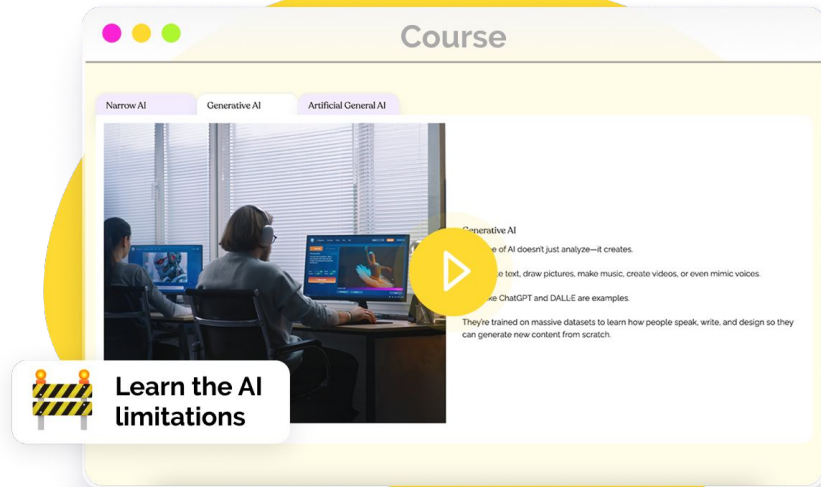 Course
Narrow AI
Generative AI
Artificial General AI
Generative AI
of AI doesn't just analyze—it creates.
text, draw pictures, make music, create videos, or even mimic voices.
ChatGPT and DALL·E are examples.
They're trained on massive datasets to learn how people speak, write, and design so they
can generate new content from scratch.
Learn the AI
limitations